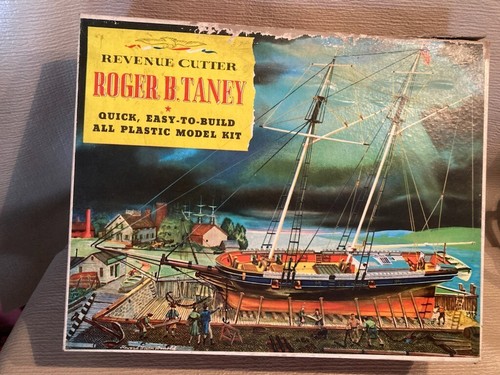 REVENUE CUTTER
ROGER B. TANEY
QUICK, EASY-TO-BUILD
ALL PLASTIC MODEL KIT